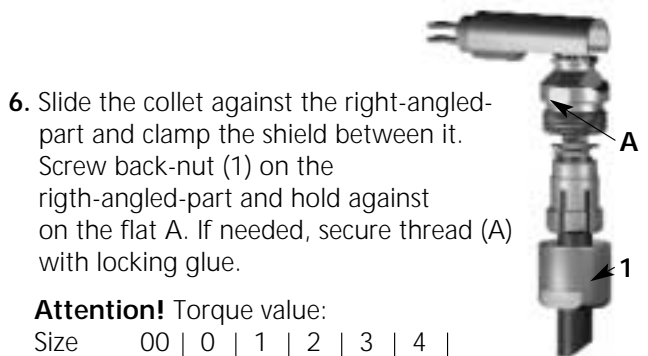 6. Slide the collet against the right-angled-
part and clamp the shield between it.
Screw back-nut (1) on the
rigth-angled-part and hold against
on the flat A. If needed, secure thread (A)
with locking glue.
A
1
Attention! Torque value:
Size 00 | 0 | 1 | 2 | 3 | 4 |